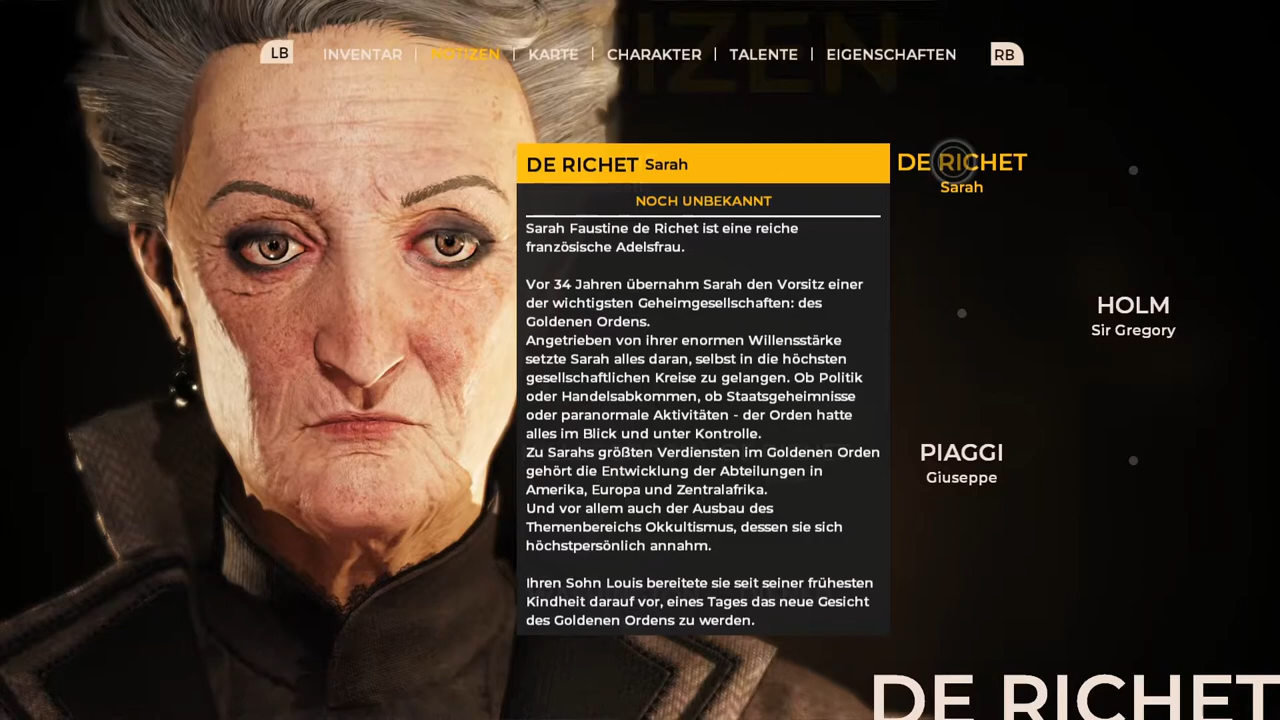 IZEN
LB INVENTAR | NOTIZEN | KARTE | CHARAKTER | TALENTE | EIGENSCHAFTEN RB
DE RICHET Sarah
NOCH UNBEKANNT
Sarah Faustine de Richet ist eine reiche
französische Adelsfrau.
Vor 34 Jahren übernahm Sarah den Vorsitz einer
der wichtigsten Geheimgesellschaften: des
Goldenen Ordens.
Angetrieben von ihrer enormen Willensstärke
setzte Sarah alles daran, selbst in die höchsten
gesellschaftlichen Kreise zu gelangen. Ob Politik
oder Handelsabkommen, ob Staatsgeheimnisse
oder paranormale Aktivitäten - der Orden hatte
alles im Blick und unter Kontrolle.
Zu Sarahs größten Verdiensten im Goldenen Orden
gehört die Entwicklung der Abteilungen in
Amerika, Europa und Zentralafrika.
Und vor allem auch der Ausbau des
Themenbereichs Okkultismus, dessen sie sich
höchstpersönlich annahm.
Ihren Sohn Louis bereitete sie seit seiner frühesten
Kindheit darauf vor, eines Tages das neue Gesicht
des Goldenen Ordens zu werden.
DE RICHET
Sarah
HOLM
Sir Gregory
PIAGGI
Giuseppe
DE RICHET